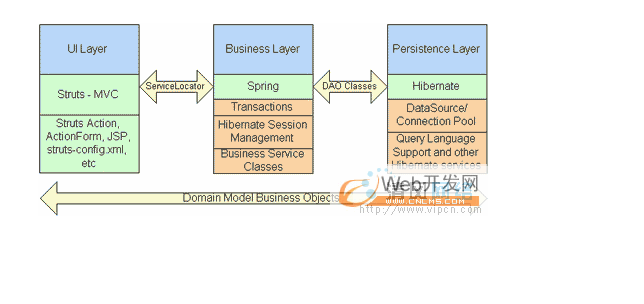 UI Layer
Business Layer
Persistence Layer
Struts - MVC
ServiceLocator
Spring
DAO Classes
Hibernate
Struts Action,
ActionForm, JSP,
struts-config.xml,
etc
Transactions
Hibernate Session
Management
Business Service
Classes
DataSource/
Connection Pool
Query Language
Support and other
Hibernate services
Domain Model Business Objects
Web开发网
www.cncms.com
http://www.vipcn.com